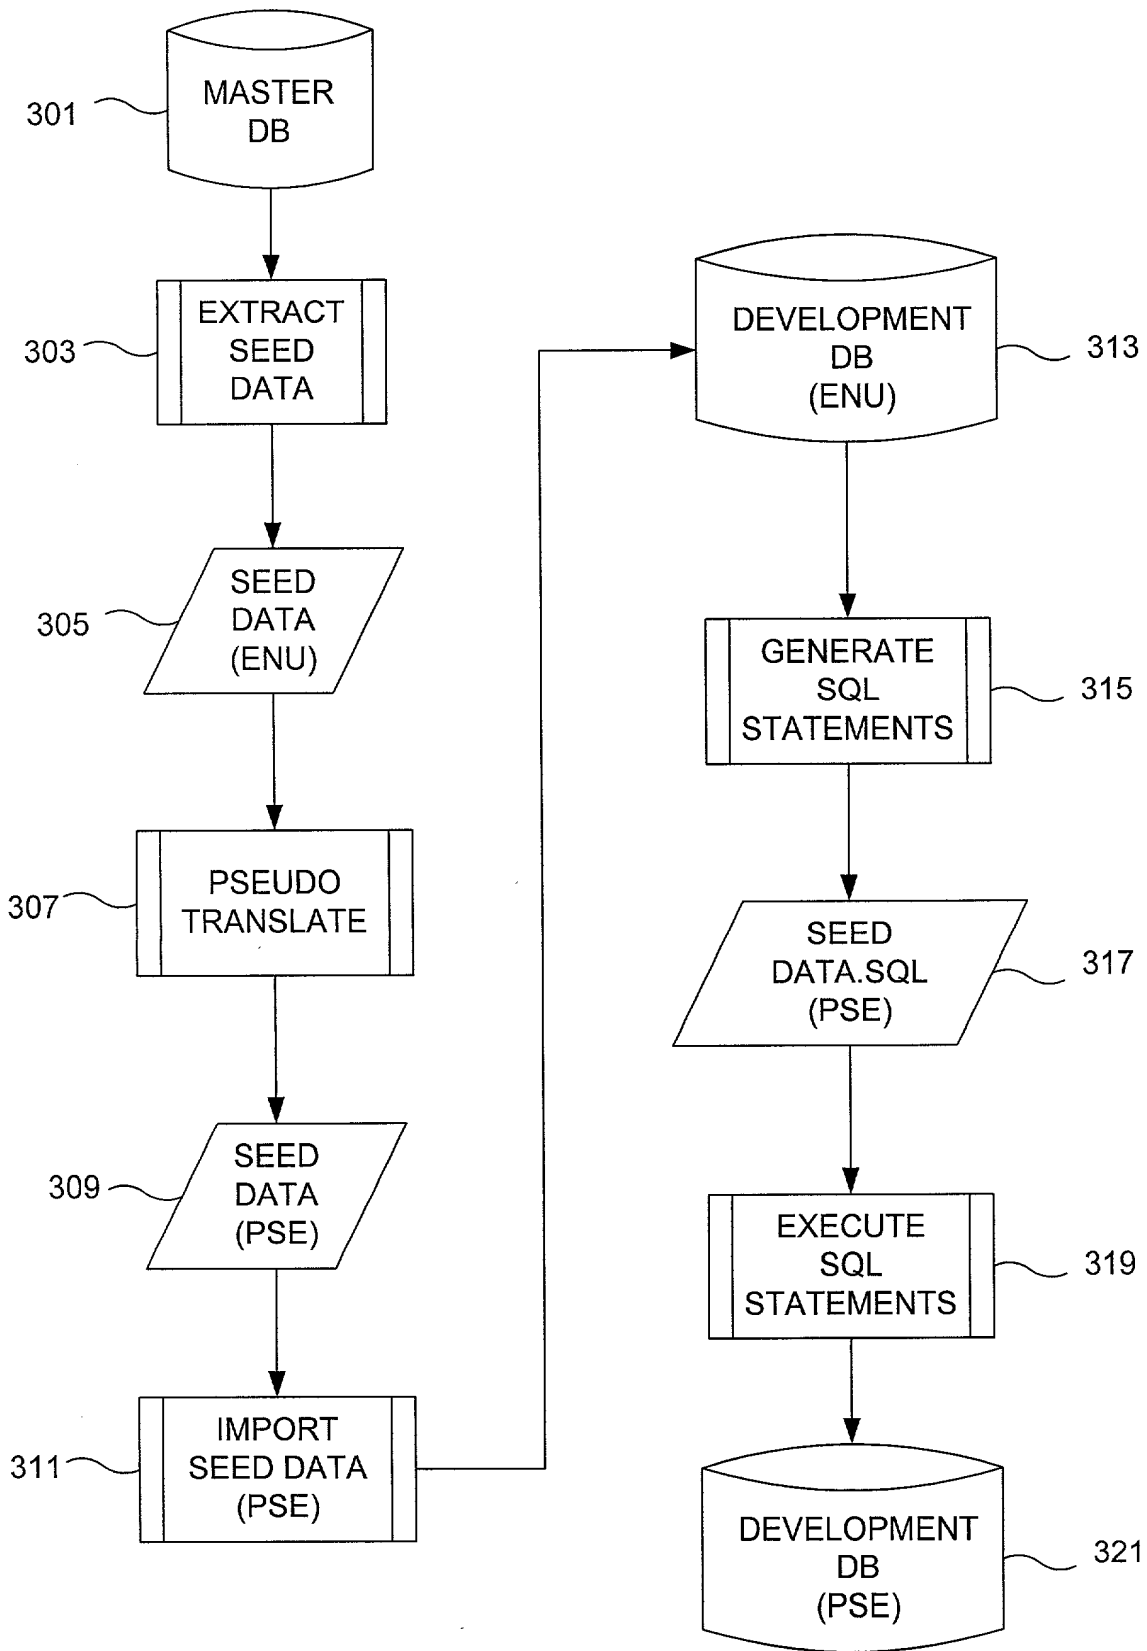 MASTER
DB
301
EXTRACT
SEED
DATA
303
SEED
DATA
(ENU)
305
PSEUDO
TRANSLATE
307
SEED
DATA
(PSE)
309
IMPORT
SEED DATA
(PSE)
311
DEVELOPMENT
DB
(ENU)
313
GENERATE
SQL
STATEMENTS
315
SEED
DATA.SQL
(PSE)
317
EXECUTE
SQL
STATEMENTS
319
DEVELOPMENT
DB
(PSE)
321